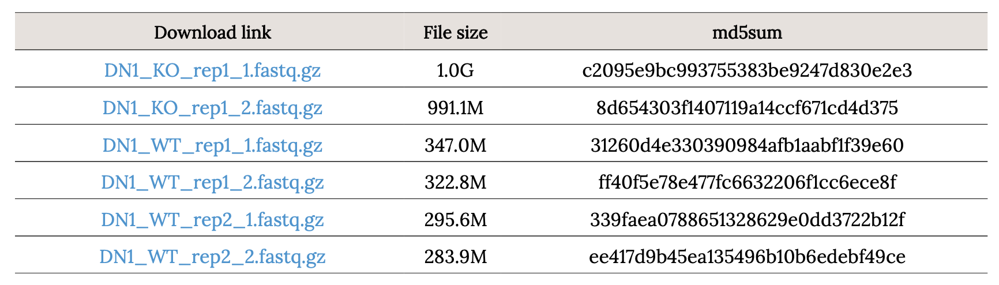 Download link File size md5sum
DN1_KO_rep1_1.fastq.gz 1.0G c2095e9bc993755383be9247d830e2e3
DN1_KO_rep1_2.fastq.gz 991.1M 8d654303f1407119a14ccf671cd4d375
DN1_WT_rep1_1.fastq.gz 347.0M 31260d4e330390984afb1aabf1f39e60
DN1_WT_rep1_2.fastq.gz 322.8M ff40f5e78e477fc6632206f1cc6ece8f
DN1_WT_rep2_1.fastq.gz 295.6M 339faea0788651328629e0dd3722b12f
DN1_WT_rep2_2.fastq.gz 283.9M ee417d9b45ea135496b10b6edebf49ce